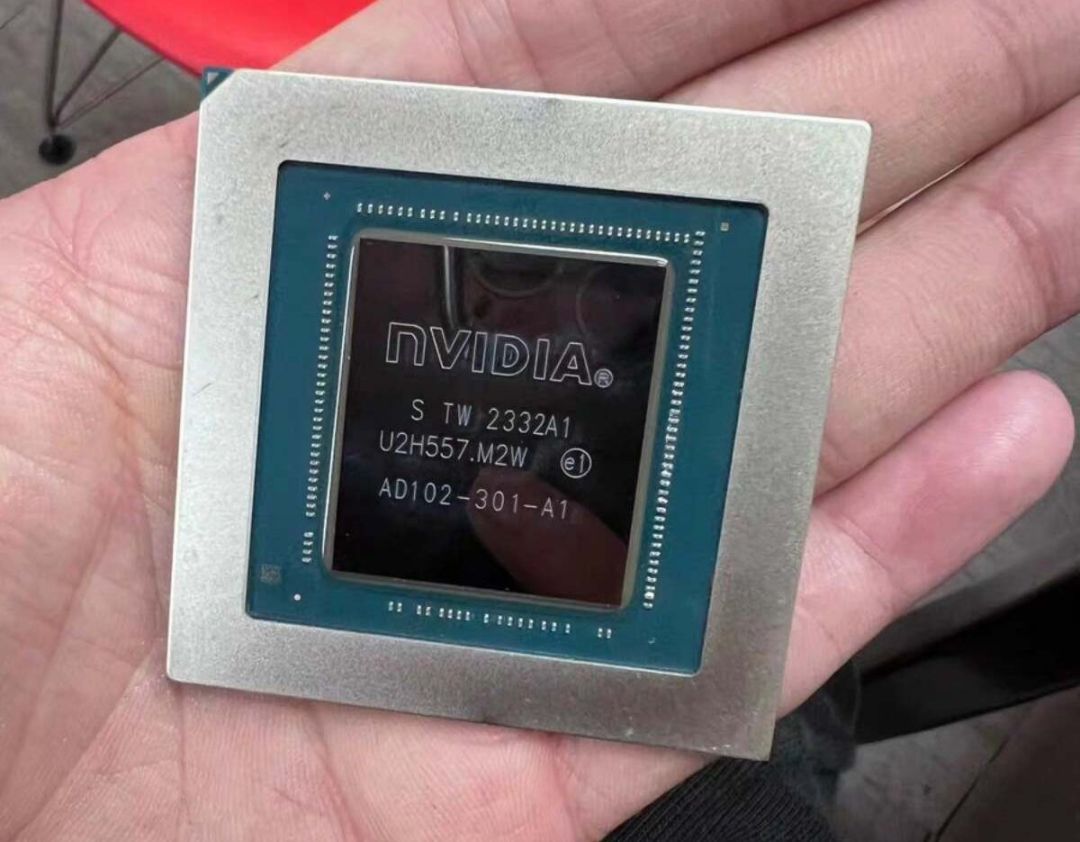 NVIDIA®
S TW 2332A1
U2H557.M2W e1
AD102-301-A1